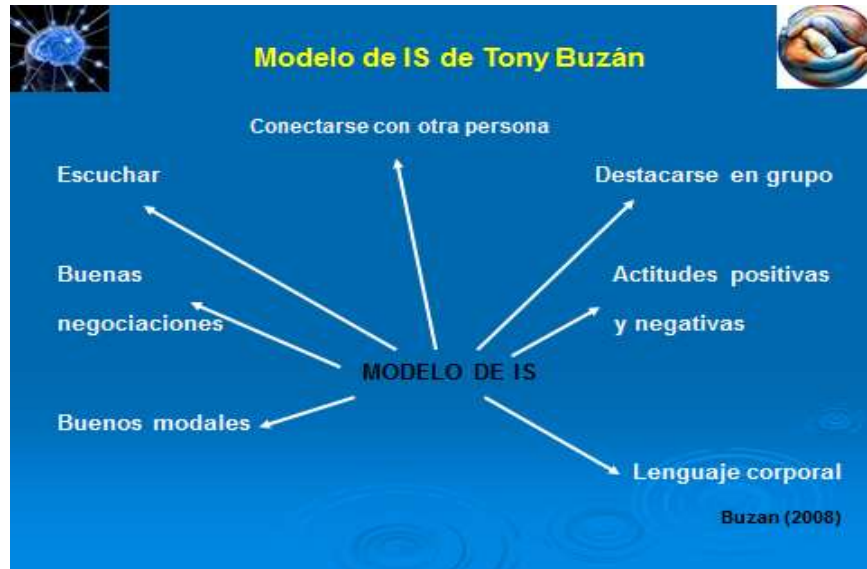 Modelo de IS de Tony Buzán
Conectarse con otra persona
Escuchar
Destacarse en grupo
Buenas
negociaciones
Actitudes positivas
y negativas
MODELO DE IS
Buenos modales
Lenguaje corporal
Buzan (2008)